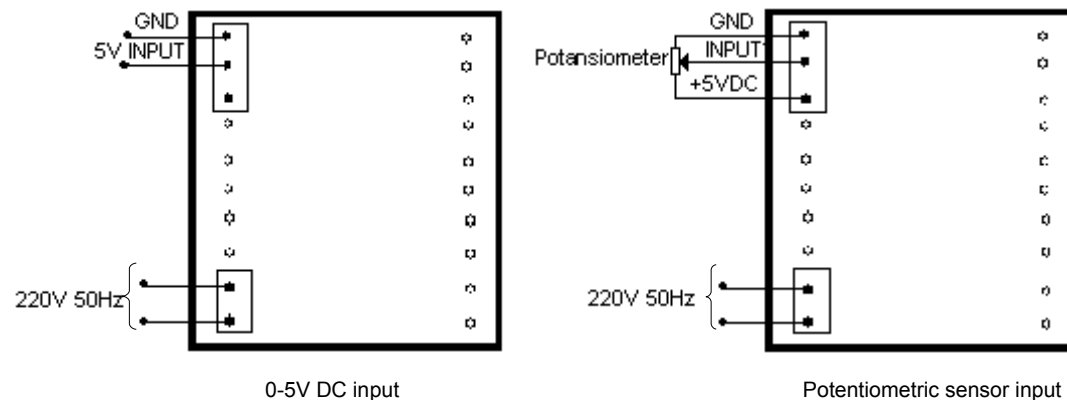 GND
5V INPUT
220V 50Hz
0-5V DC input
GND
INPUT
Potansiometer
+5VDC
220V 50Hz
Potentiometric sensor input